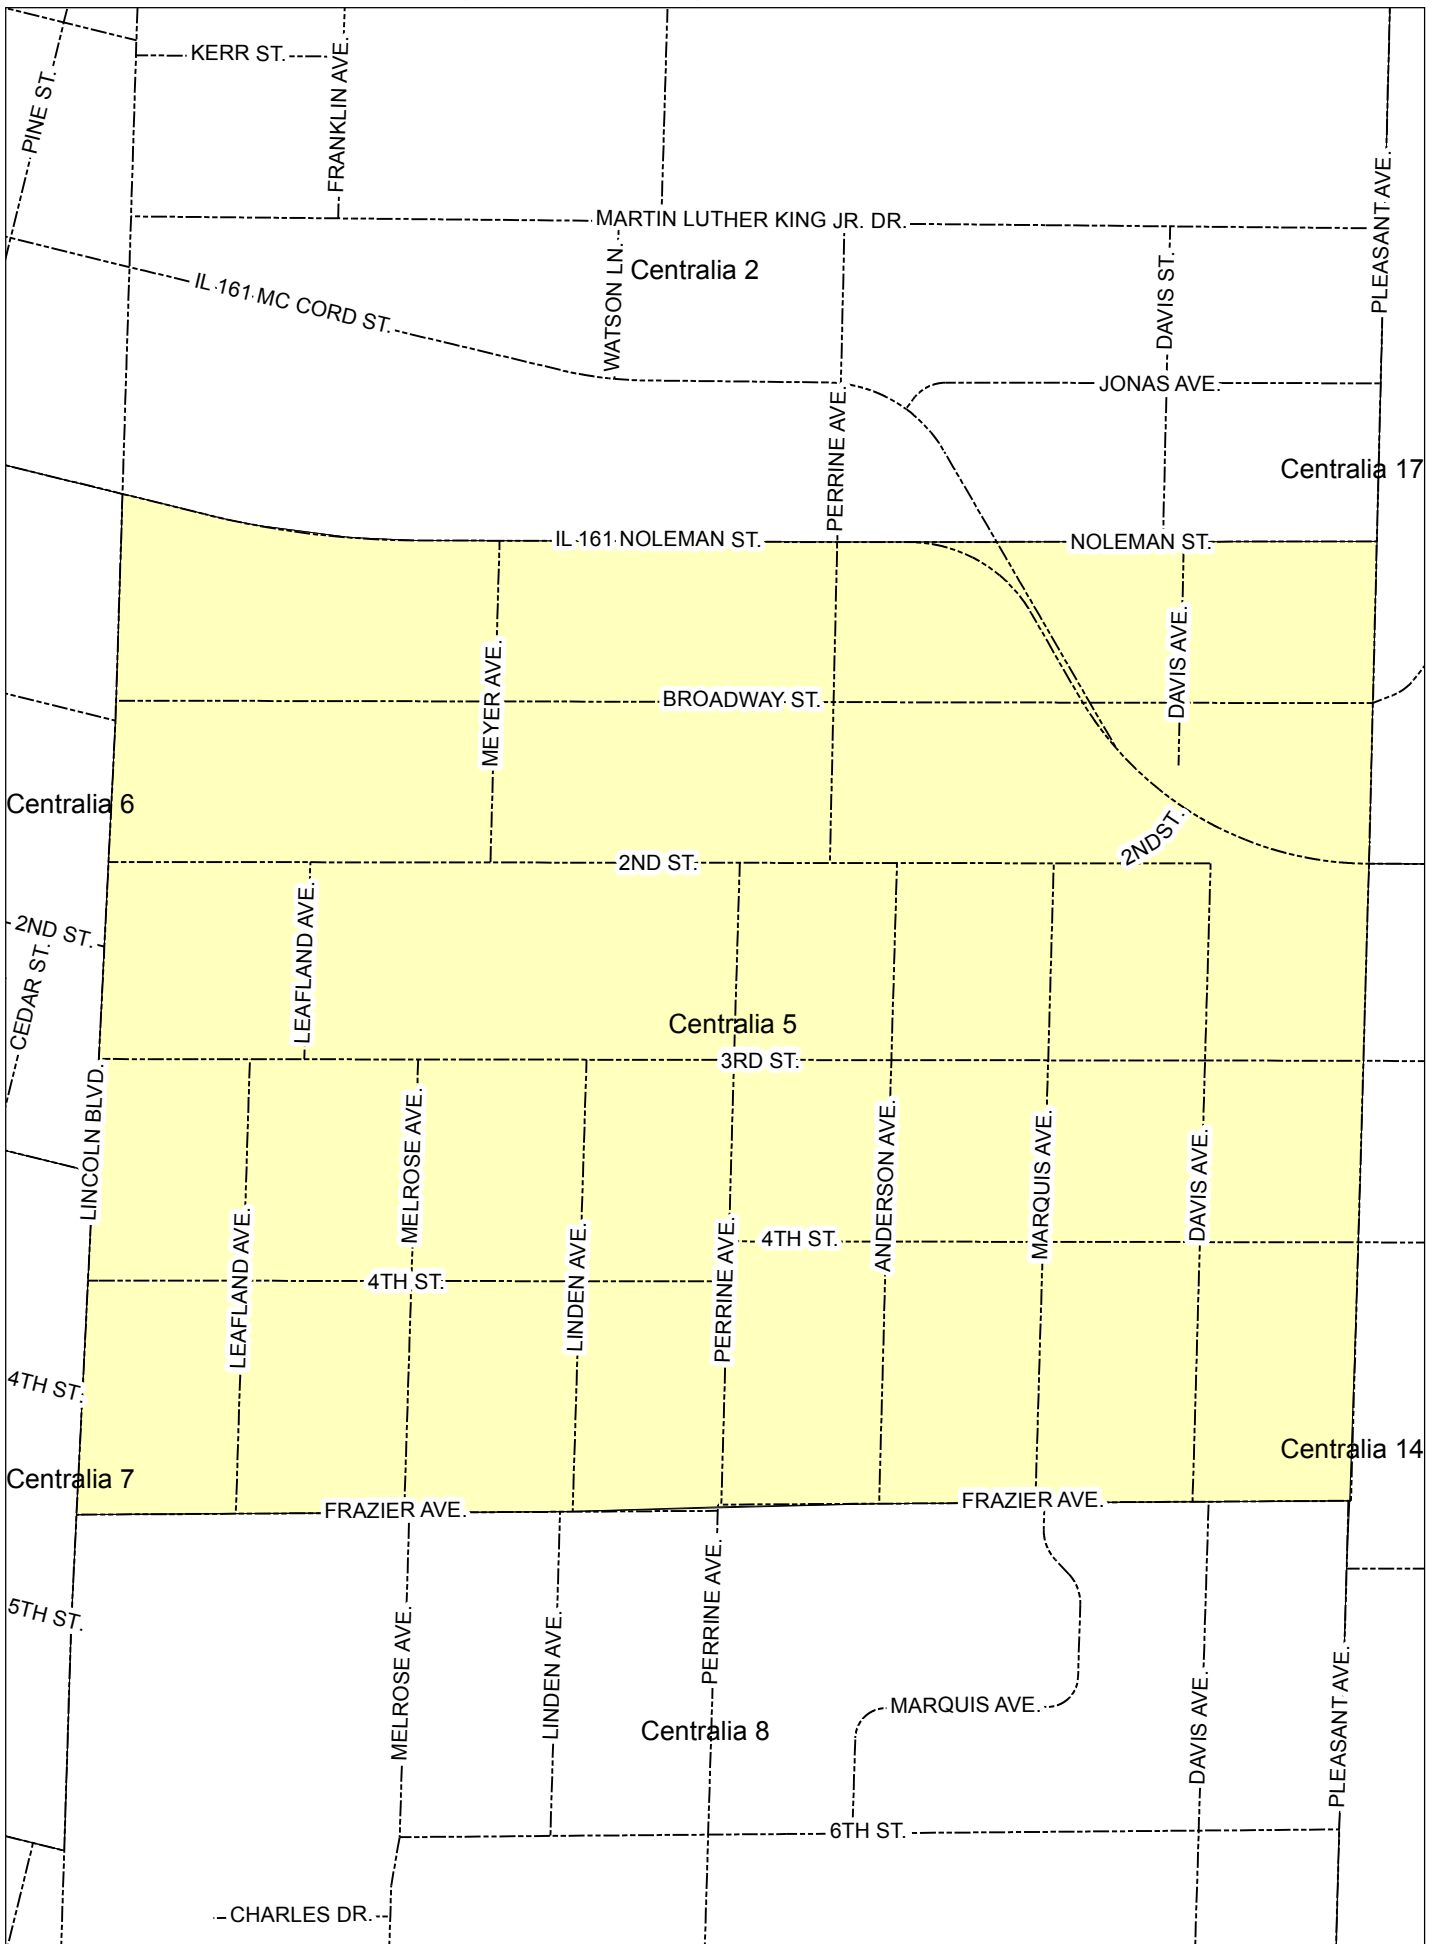 KERR ST.
FRANKLIN AVE.
PINE ST.
MARTIN LUTHER KING JR. DR.
PLEASANT AVE.
Centralia 2
WATSON LN.
DAVIS ST.
IL 161 MC CORD ST.
JONAS AVE.
PERRINE AVE.
Centralia 17
IL 161 NOLEMAN ST.
NOLEMAN ST.
MEYER AVE.
DAVIS AVE.
BROADWAY ST.
Centralia 6
2ND ST.
2ND ST.
LEAFLAND AVE.
2ND ST.
CEDAR ST.
Centralia 5
3RD ST.
LINCOLN BLVD.
MELROSE AVE.
ANDERSON AVE.
MARQUIS AVE.
DAVIS AVE.
LEAFLAND AVE.
LINDEN AVE.
PERRINE AVE.
4TH ST.
4TH ST.
4TH ST.
Centralia 14
Centralia 7
FRAZIER AVE.
FRAZIER AVE.
5TH ST.
MELROSE AVE.
LINDEN AVE.
PERRINE AVE.
MARQUIS AVE.
DAVIS AVE.
PLEASANT AVE.
Centralia 8
6TH ST.
CHARLES DR.